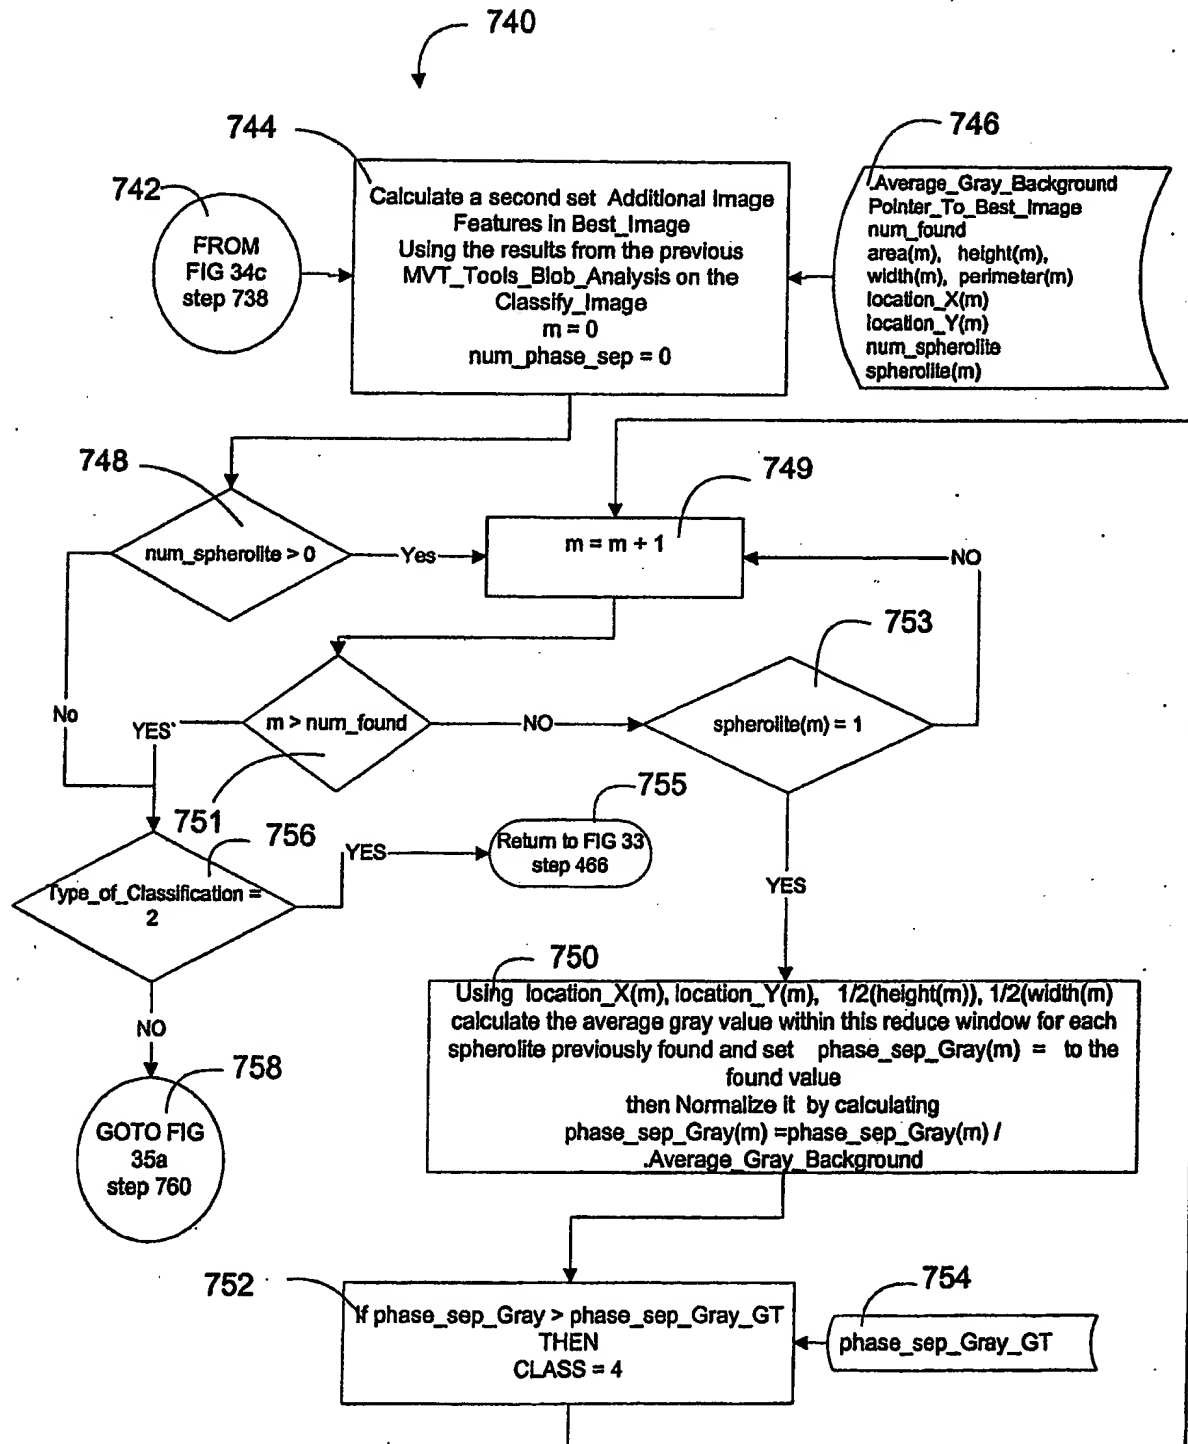 740
744
746
742
FROM
FIG 34c
step 738
Calculate a second set Additional Image
Features in Best_Image
Using the results from the previous
MVT_Tools_Blob_Analysis on the
Classify_Image
m = 0
num_phase_sep = 0
.Average_Gray_Background
Pointer_To_Best_Image
num_found
area(m), height(m),
width(m), perimeter(m)
location_X(m)
location_Y(m)
num_spherolite
spherolite(m)
748
749
num_spherolite > 0
Yes
m = m + 1
NO
753
No
YES
m > num_found
NO
spherolite(m) = 1
751
756
755
Type_of_Classification =
2
YES
Return to FIG 33
step 466
YES
NO
750
Using location_X(m), location_Y(m), 1/2(height(m)), 1/2(width(m)
calculate the average gray value within this reduce window for each
spherolite previously found and set phase_sep_Gray(m) = to the
found value
then Normalize it by calculating
phase_sep_Gray(m) =phase_sep_Gray(m) /
.Average_Gray_Background
758
GOTO FIG
35a
step 760
752
754
If phase_sep_Gray > phase_sep_Gray_GT
THEN
CLASS = 4
phase_sep_Gray_GT